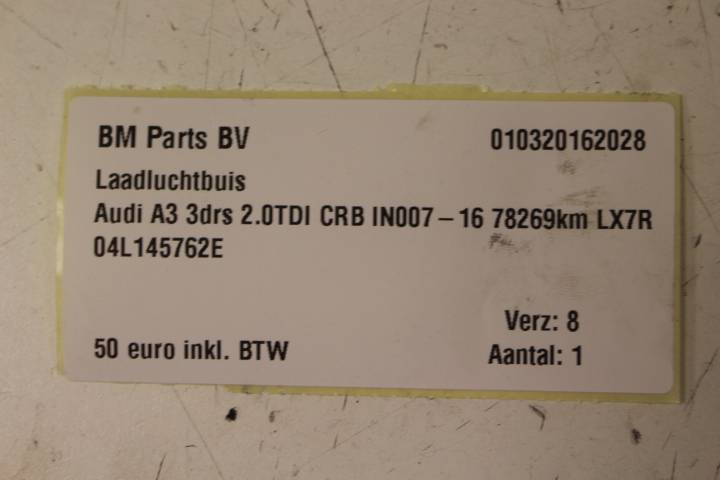 BM Parts BV 010320162028
Laadluchtbuis
Audi A3 3drs 2.0TDI CRB IN007-16 78269km LX7R
04L145762E
Verz: 8
50 euro inkl. BTW Aantal: 1